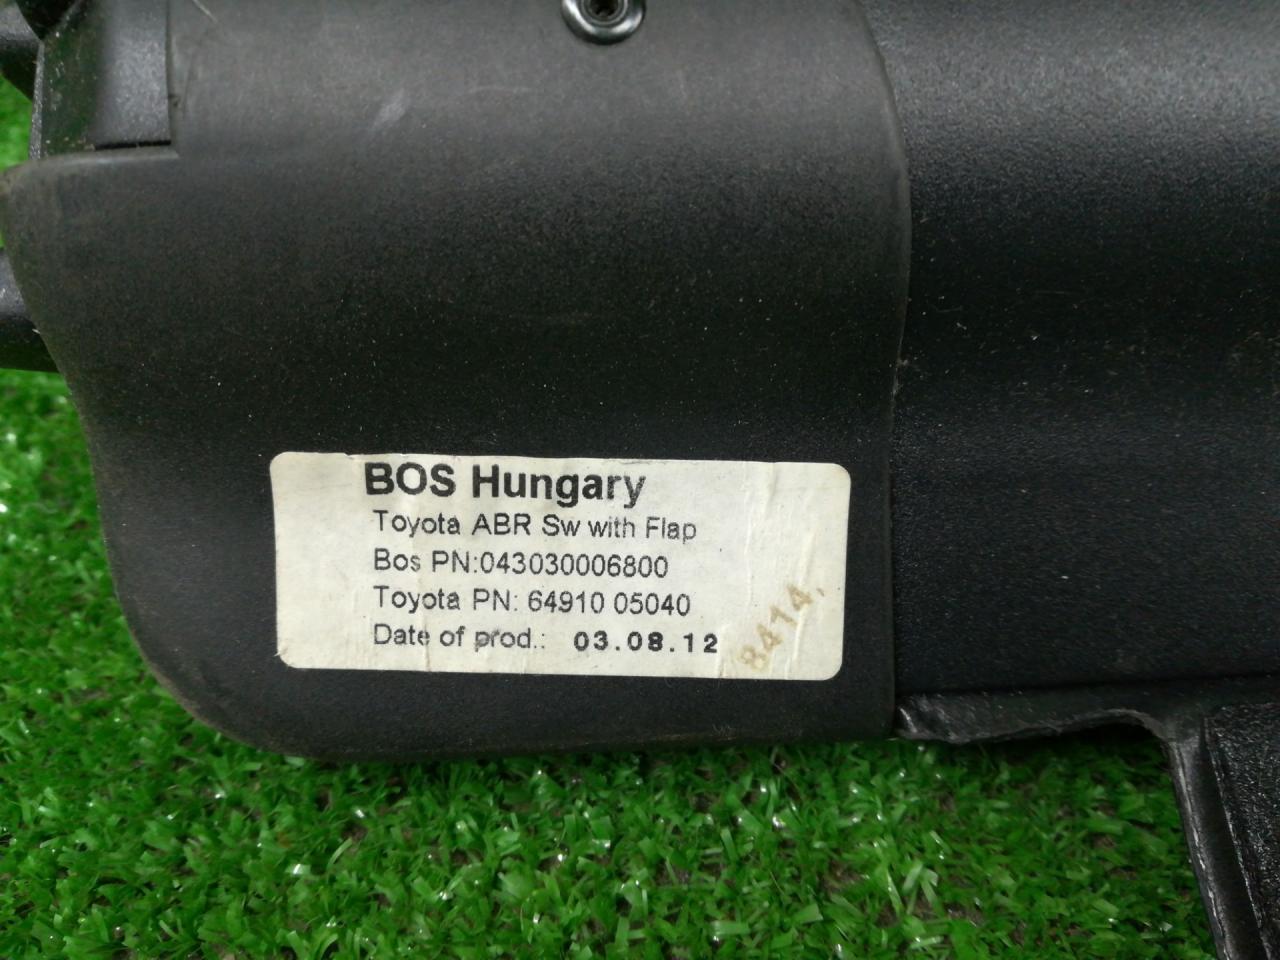 BOS Hungary
Toyota ABR Sw with Flap
Bos PN:043030006800
Toyota PN: 64910 05040
Date of prod.: 03.08.12
8414.